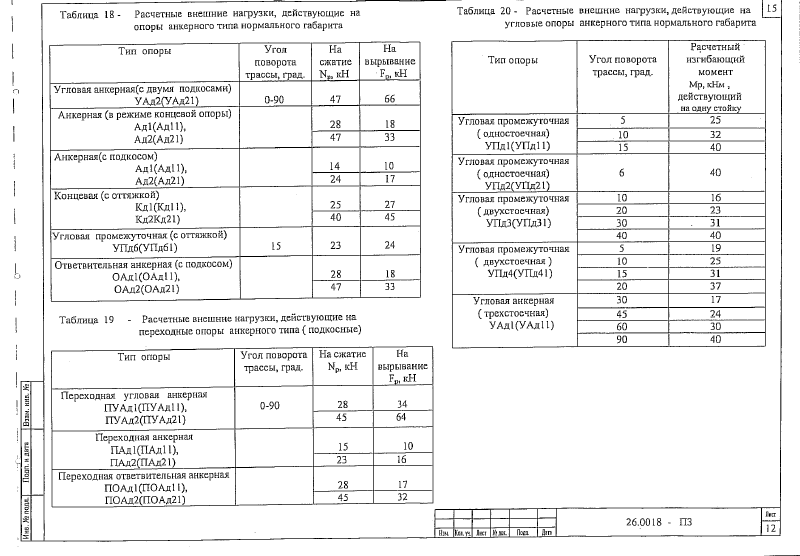 Таблица 18 - Расчетные внешние нагрузки, действующие на
опоры анкерного типа нормального габарита
Тип опоры
Угол поворота трассы, град.
На сжатие Nр, кН
На вырывание Fр, кН
Угловая анкерная(с двумя подкосами)
УАд2(УАд21) 0-90 47 66
Анкерная (в режиме концевой опоры)
Ад1(Ад11), 28 18
Ад2(Ад21) 47 33
Анкерная(с подкосом)
Ад1(Ад11), 14 10
Ад2(Ад21) 24 17
Концевая (с оттяжкой)
Кд1(Кд11), 25 27
Кд2Кд21) 40 45
Угловая промежуточная (с оттяжкой)
УПд6(УПд61) 15 23 24
Ответвительная анкерная (с подкосом)
ОАд1(ОАд11), 28 18
ОАд2(ОАд21) 47 33
Таблица 19 - Расчетные внешние нагрузки, действующие на
переходные опоры анкерного типа ( подкосные)
Тип опоры
Угол поворота трассы, град.
На сжатие Nр, кН
На вырывание Fр, кН
Переходная угловая анкерная
ПУАд1(ПУАд11), 0-90 28 34
ПУАд2(ПУАд21) 45 64
Переходная анкерная
ПАд1(ПАд11), 15 10
ПАд2(ПАд21) 23 16
Переходная ответвительная анкерная
ПОАд1(ПОАд11), 28 17
ПОАд2(ПОАд21) 45 32
Таблица 20 - Расчетные внешние нагрузки, действующие на
угловые опоры анкерного типа нормального габарита
15
Тип опоры
Угол поворота трассы, град.
Расчетный изгибающий момент Мр, кНм , действующий на одну стойку
Угловая промежуточная 5 25
( одностоечная) 10 32
УПд1(УПд11) 15 40
Угловая промежуточная
( одностоечная) 6 40
УПд2(УПд21)
Угловая промежуточная 10 16
( двухстоечная) 20 23
УПд3(УПд31) 30 31
40 40
Угловая промежуточная 5 19
( двухстоечная ) 10 25
УПд4(УПд41) 15 31
20 37
Угловая анкерная 30 17
( трехстоечная) 45 24
УАд1(УАд11) 60 30
90 40
Взам. инв. №
Подп. и дата
Инв. № подл.
Изм. Кол. уч. Лист № док. Подп. Дата
26.0018 - ПЗ
Лист
12